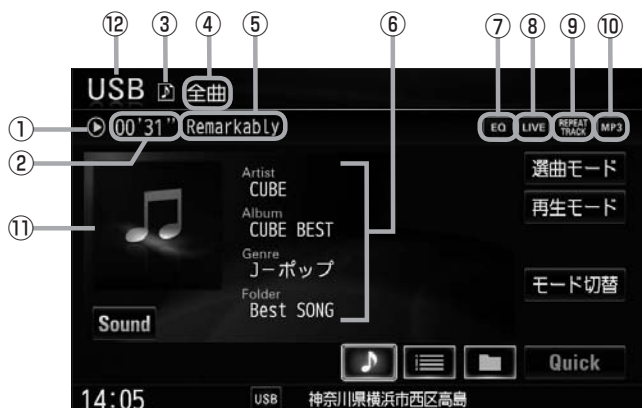 ⑫ ③ ④ ⑤ ⑥ ⑦ ⑧ ⑨ ⑩
USB 全曲
① 00'31" Remarkably EQ LIVE REPEAT TRACK MP3
②
⑪
Artist
CUBE
Album
CUBE BEST
Genre
J-ポップ
Folder
Best SONG
選曲モード
再生モード
モード切替
Sound
Quick
14:05 USB 神奈川県横浜市西区高島